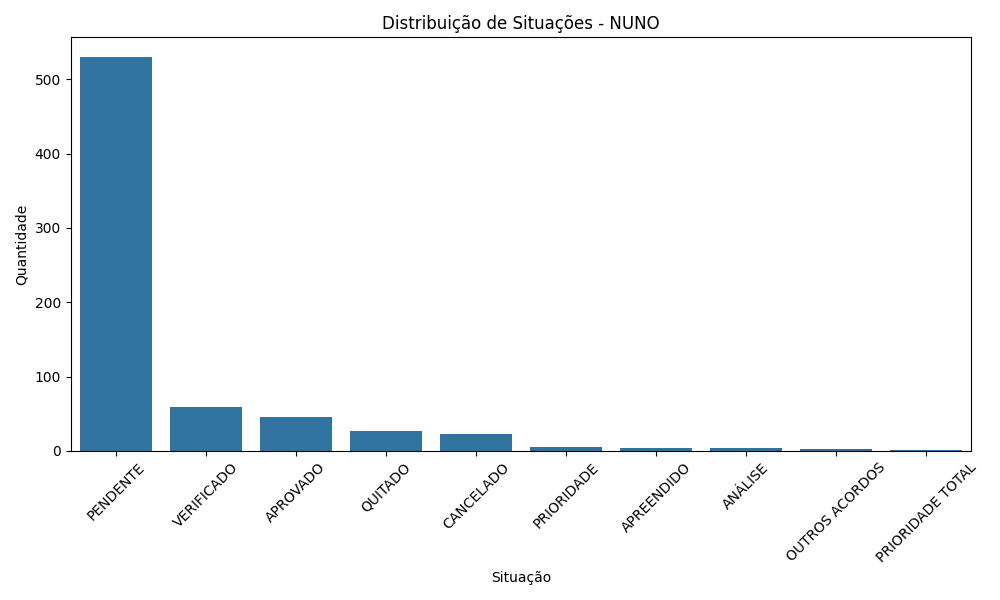 Distribuição de Situações - NUNO
Quantidade
500
400
300
200
100
0
PENDENTE
VERIFICADO
APROVADO
QUITADO
CANCELADO
PRIORIDADE
APREENDIDO
ANÁLISE
OUTROS ACORDOS
PRIORIDADE TOTAL
Situação